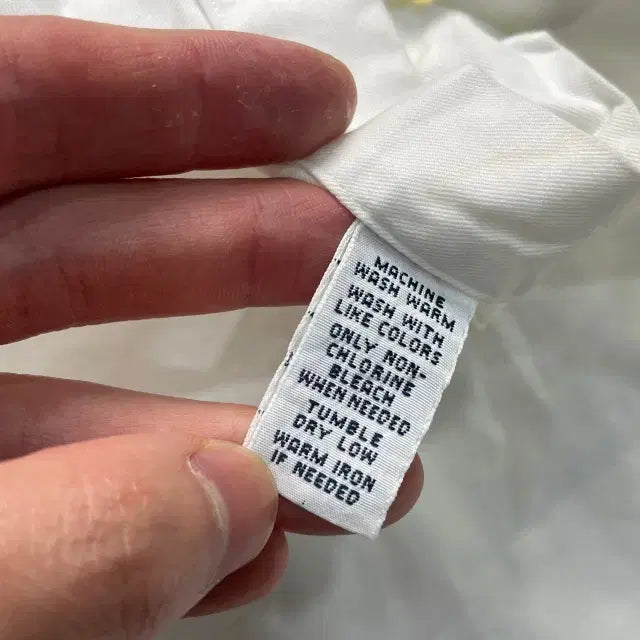 MACHINE
WASH WARM
WASH WITH
LIKE COLORS
ONLY NON-
CHLORINE
BLEACH
WHEN NEEDED
TUMBLE
DRY LOW
WARM IRON
IF NEEDED